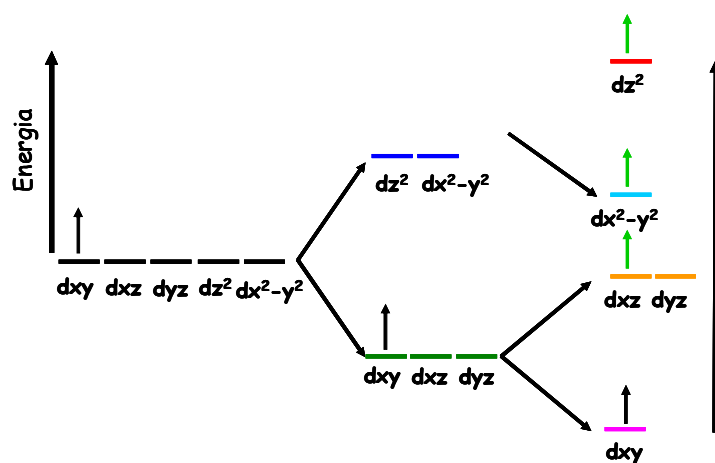 Energia
dxy dxz dyz dz² dx²-y²
dz² dx²-y²
dxy dxz dyz
dz²
dx²-y²
dxz dyz
dxy